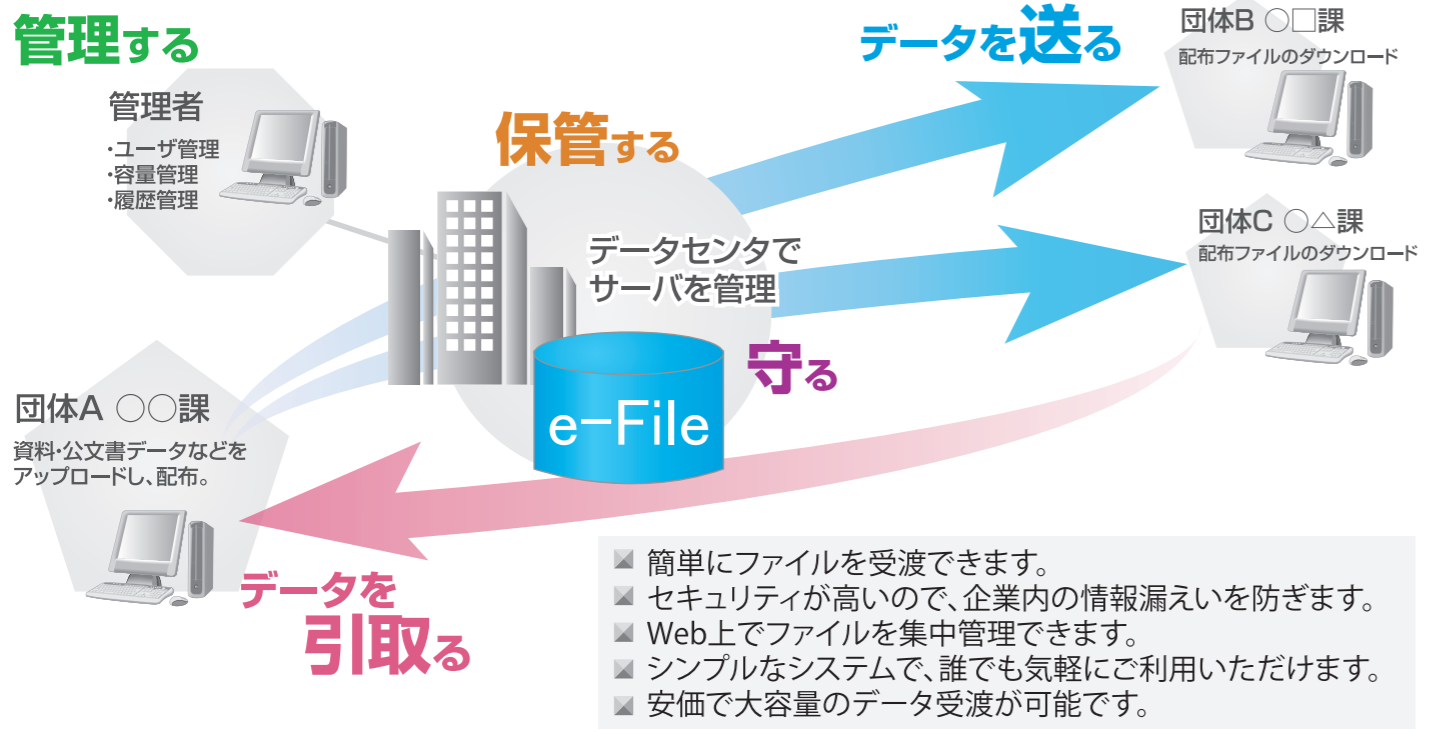 管理する
管理者
・ユーザ管理
・容量管理
・履歴管理
保管する
データを送る
団体B ○□課
配布ファイルのダウンロード
団体C ○△課
配布ファイルのダウンロード
データセンタで
サーバを管理
守る
e-File
団体A ○○課
資料・公文書データなどを
アップロードし、配布。
データを
引取る
簡単にファイルを受渡できます。
セキュリティが高いので、企業内の情報漏えいを防ぎます。
Web上でファイルを集中管理できます。
シンプルなシステムで、誰でも気軽にご利用いただけます。
安価で大容量のデータ受渡が可能です。